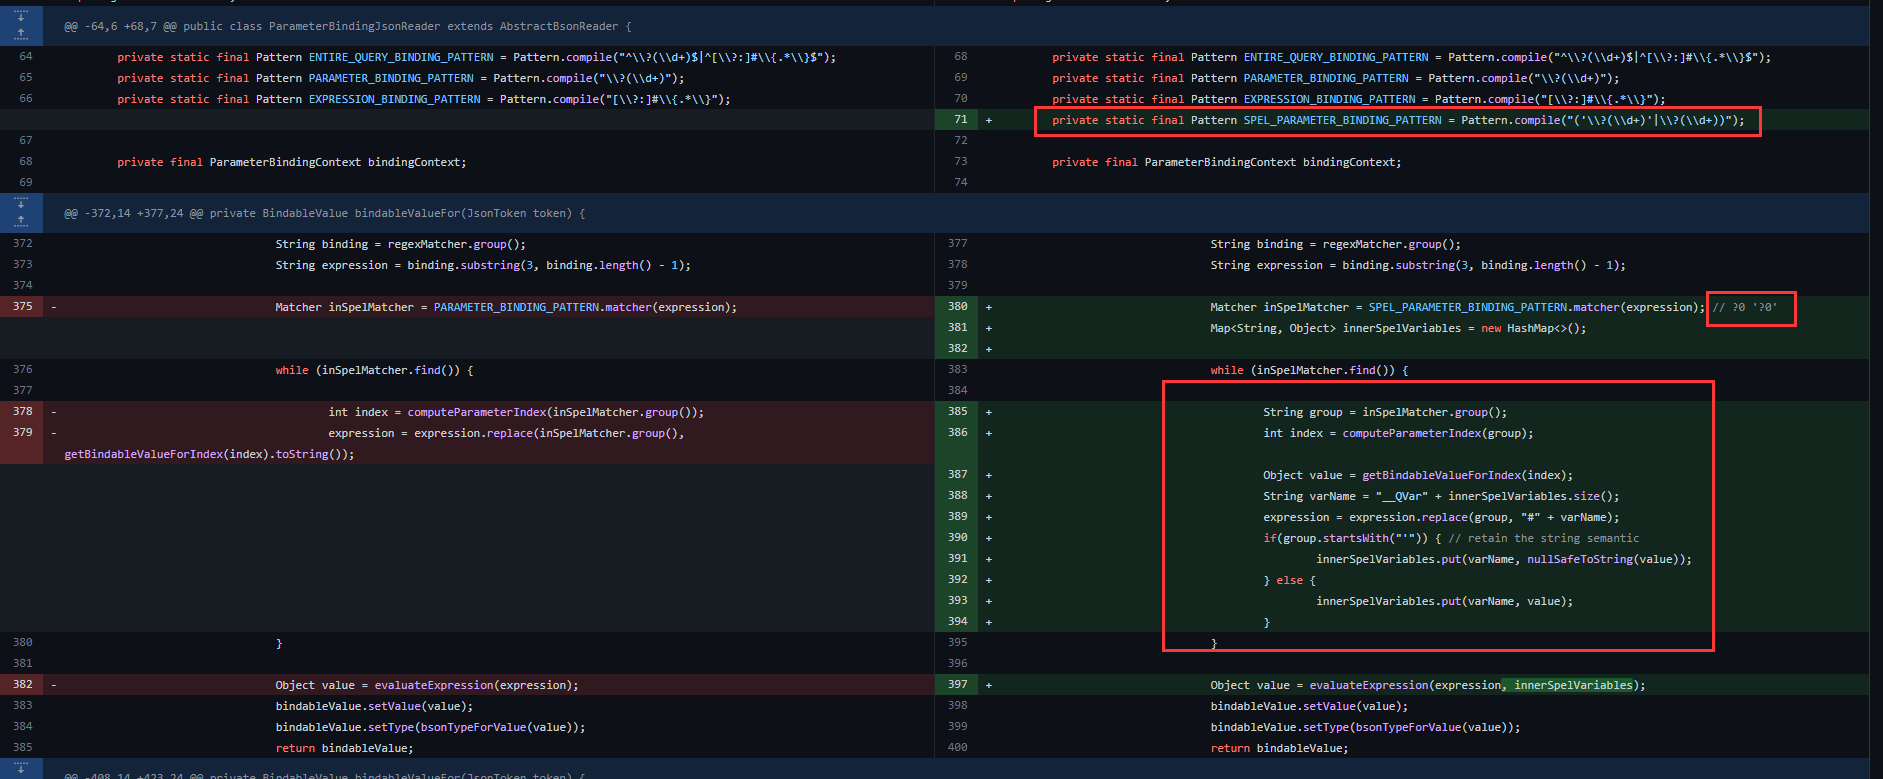 @@ -64,6 +68,7 @@ public class ParameterBindingJsonReader extends AbstractBsonReader {
64 private static final Pattern ENTIRE_QUERY_BINDING_PATTERN = Pattern.compile("^\\?(\\d+)$|^[\\?:]#\\{.*\\}$");
65 private static final Pattern PARAMETER_BINDING_PATTERN = Pattern.compile("\\?(\\d+)");
66 private static final Pattern EXPRESSION_BINDING_PATTERN = Pattern.compile("[\\?:]#\\{.*\\}");
67
68 private final ParameterBindingContext bindingContext;
69
68 private static final Pattern ENTIRE_QUERY_BINDING_PATTERN = Pattern.compile("^\\?(\\d+)$|^[\\?:]#\\{.*\\}$");
69 private static final Pattern PARAMETER_BINDING_PATTERN = Pattern.compile("\\?(\\d+)");
70 private static final Pattern EXPRESSION_BINDING_PATTERN = Pattern.compile("[\\?:]#\\{.*\\}");
71 + private static final Pattern SPEL_PARAMETER_BINDING_PATTERN = Pattern.compile("('\\?(\\d+)'|\\?(\\d+))");
72
73 private final ParameterBindingContext bindingContext;
74
@@ -372,14 +377,24 @@ private BindableValue bindableValueFor(JsonToken token) {
372 String binding = regexMatcher.group();
373 String expression = binding.substring(3, binding.length() - 1);
374
375 - Matcher inSpelMatcher = PARAMETER_BINDING_PATTERN.matcher(expression);
376 while (inSpelMatcher.find()) {
377
378 - int index = computeParameterIndex(inSpelMatcher.group());
379 - expression = expression.replace(inSpelMatcher.group(),
getBindableValueForIndex(index).toString());
380 }
381
382 - Object value = evaluateExpression(expression);
383 bindableValue.setValue(value);
384 bindableValue.setType(bsonTypeForValue(value));
385 return bindableValue;
377 String binding = regexMatcher.group();
378 String expression = binding.substring(3, binding.length() - 1);
379
380 + Matcher inSpelMatcher = SPEL_PARAMETER_BINDING_PATTERN.matcher(expression); // ?0 '?0'
381 + Map<String, Object> innerSpelVariables = new HashMap<>();
382 +
383 while (inSpelMatcher.find()) {
384
385 + String group = inSpelMatcher.group();
386 + int index = computeParameterIndex(group);
387 + Object value = getBindableValueForIndex(index);
388 + String varName = "__QVar" + innerSpelVariables.size();
389 + expression = expression.replace(group, "#" + varName);
390 + if(group.startsWith("'")) { // retain the string semantic
391 + innerSpelVariables.put(varName, nullSafeToString(value));
392 + } else {
393 + innerSpelVariables.put(varName, value);
394 + }
395 }
396
397 + Object value = evaluateExpression(expression, innerSpelVariables);
398 bindableValue.setValue(value);
399 bindableValue.setType(bsonTypeForValue(value));
400 return bindableValue;
@@ -408,14 +423,24 @@ private BindableValue bindableValueFor(JsonToken token) {